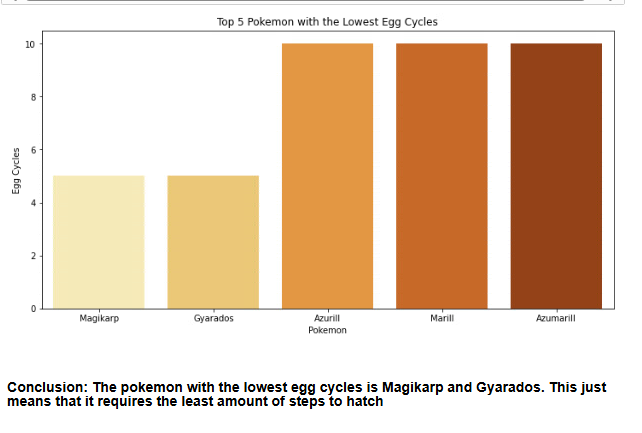 Top 5 Pokemon with the Lowest Egg Cycles
10
8
6
4
2
0
Egg Cycles
Magikarp Gyarados Azurill Marill Azumarill
Pokemon
Conclusion: The pokemon with the lowest egg cycles is Magikarp and Gyarados. This just
means that it requires the least amount of steps to hatch